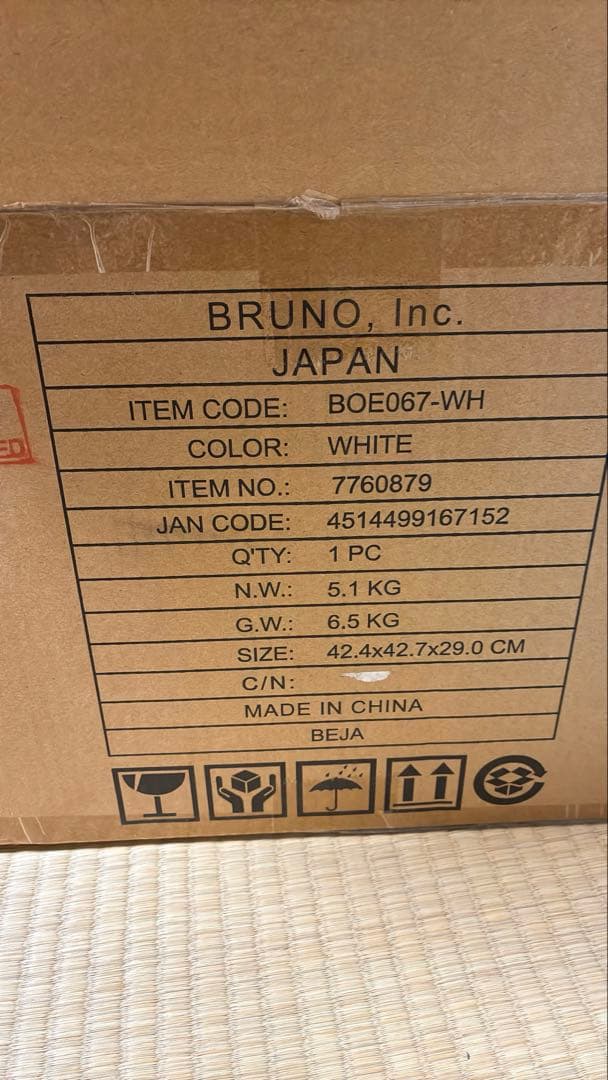 BRUNO, Inc.
JAPAN
ITEM CODE: BOE067-WH
COLOR: WHITE
ITEM NO.: 7760879
JAN CODE: 4514499167152
Q'TY: 1 PC
N.W.: 5.1 KG
G.W.: 6.5 KG
SIZE: 42.4x42.7x29.0 CM
C/N:
MADE IN CHINA
BEJA